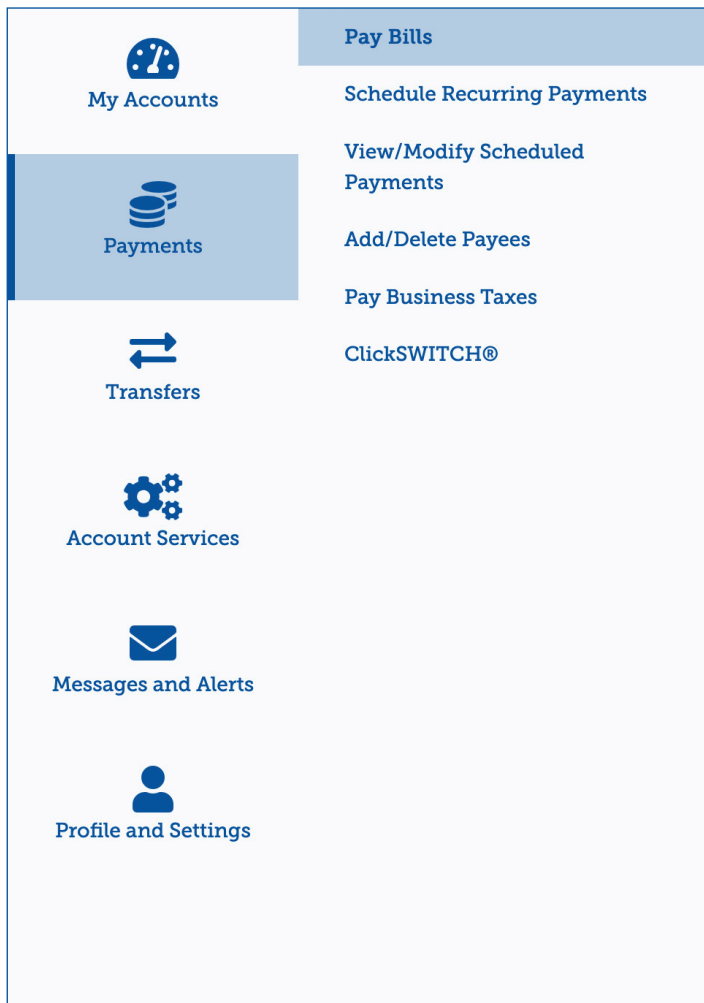 My Accounts
Payments
Transfers
Account Services
Messages and Alerts
Profile and Settings
Pay Bills
Schedule Recurring Payments
View/Modify Scheduled
Payments
Add/Delete Payees
Pay Business Taxes
ClickSWITCH®